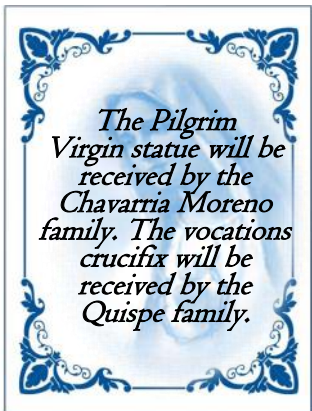 The Pilgrim
Virgin statue will be
received by the
Chavarria Moreno
family. The vocations
crucifix will be
received by the
Quispe family.